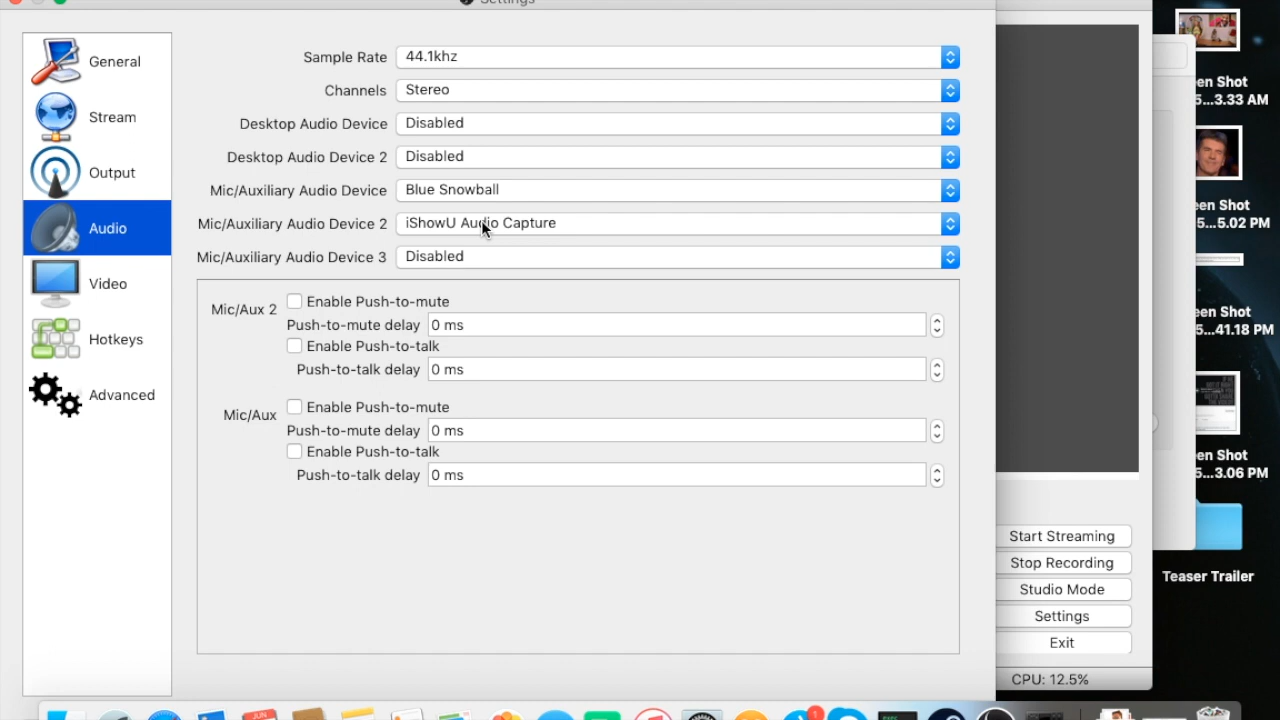 Settings
General
Stream
Output
Audio
Video
Hotkeys
Advanced
Sample Rate 44.1khz
Channels Stereo
Desktop Audio Device Disabled
Desktop Audio Device 2 Disabled
Mic/Auxiliary Audio Device Blue Snowball
Mic/Auxiliary Audio Device 2 iShowU Audio Capture
Mic/Auxiliary Audio Device 3 Disabled
Mic/Aux 2 Enable Push-to-mute
Push-to-mute delay 0 ms
Enable Push-to-talk
Push-to-talk delay 0 ms
Mic/Aux Enable Push-to-mute
Push-to-mute delay 0 ms
Enable Push-to-talk
Push-to-talk delay 0 ms
Start Streaming
Stop Recording
Studio Mode
Settings
Exit
CPU: 12.5%
en Shot
5...3.33 AM
en Shot
5...5.02 PM
en Shot
5...41.18 PM
en Shot
5...3.06 PM
Teaser Trailer
JUN
1